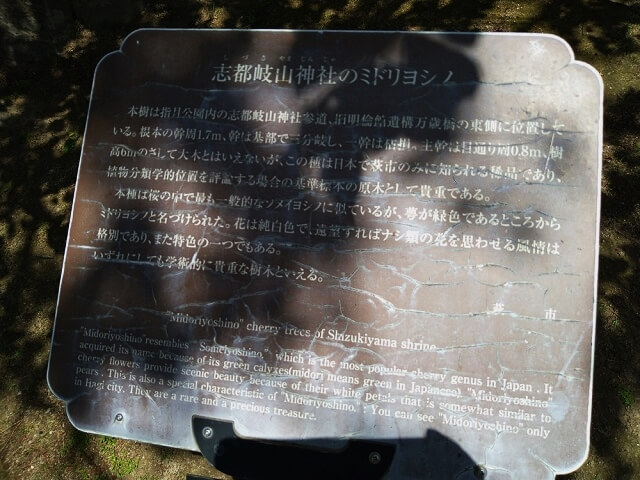 しづきやまじんじゃ
志都岐山神社のミドリヨシノ
本樹は指月公園内の志都岐山神社参道、旧明倫館遺構万歳橋の東側に位置して
いる。根本の幹周1.7m、幹は基部で三分岐し、一幹は枯損、主幹は目通り周0.8m、樹
高6mのさして大木とはいえないが、この種は日本で萩市のみに知られる稀品であり、
植物分類学的位置を評論する場合の基準標本の原木として貴重である。
本種は桜の中で最も一般的なソメイヨシノに似ているが、萼が緑色であるところから
ミドリヨシノと名づけられた。花は純白色で、遠望すればナシ類の花を思わせる風情は
格別であり、また特色の一つでもある。
いずれにしても学術的に貴重な樹木といえる。
萩 市
"Midoriyoshino" cherry trees of Shizukiyama shrine
"Midoriyoshino resembles "Someiyoshino," which is the most popular cherry genus in Japan. It
acquired its name because of its green calyxes(midori means green in Japanese) "Midoriyoshino"
cherry flowers provide scenic beauty because of their white petals that is somewhat similar to
pears. This is also a special characteristic of "Midoriyoshino." You can see "Midoriyoshino" only
in Hagi city. They are a rare and a precious treasure.